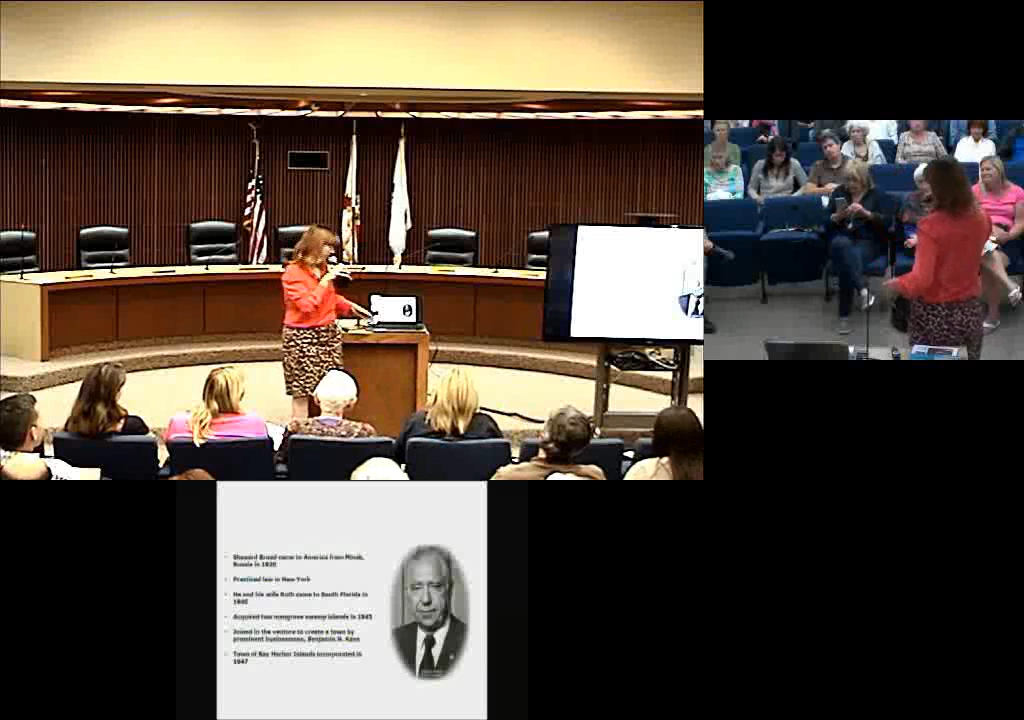 Shepard Broad came to America from Minsk,
Russia in 1920
Practiced law in New York
He and his wife Ruth came to South Florida in
1940
Acquired two mangrove swamp islands in 1945
Joined in the venture to create a town by
prominent businessman, Benjamin N. Kane
Town of Bay Harbor Islands incorporated in
1947